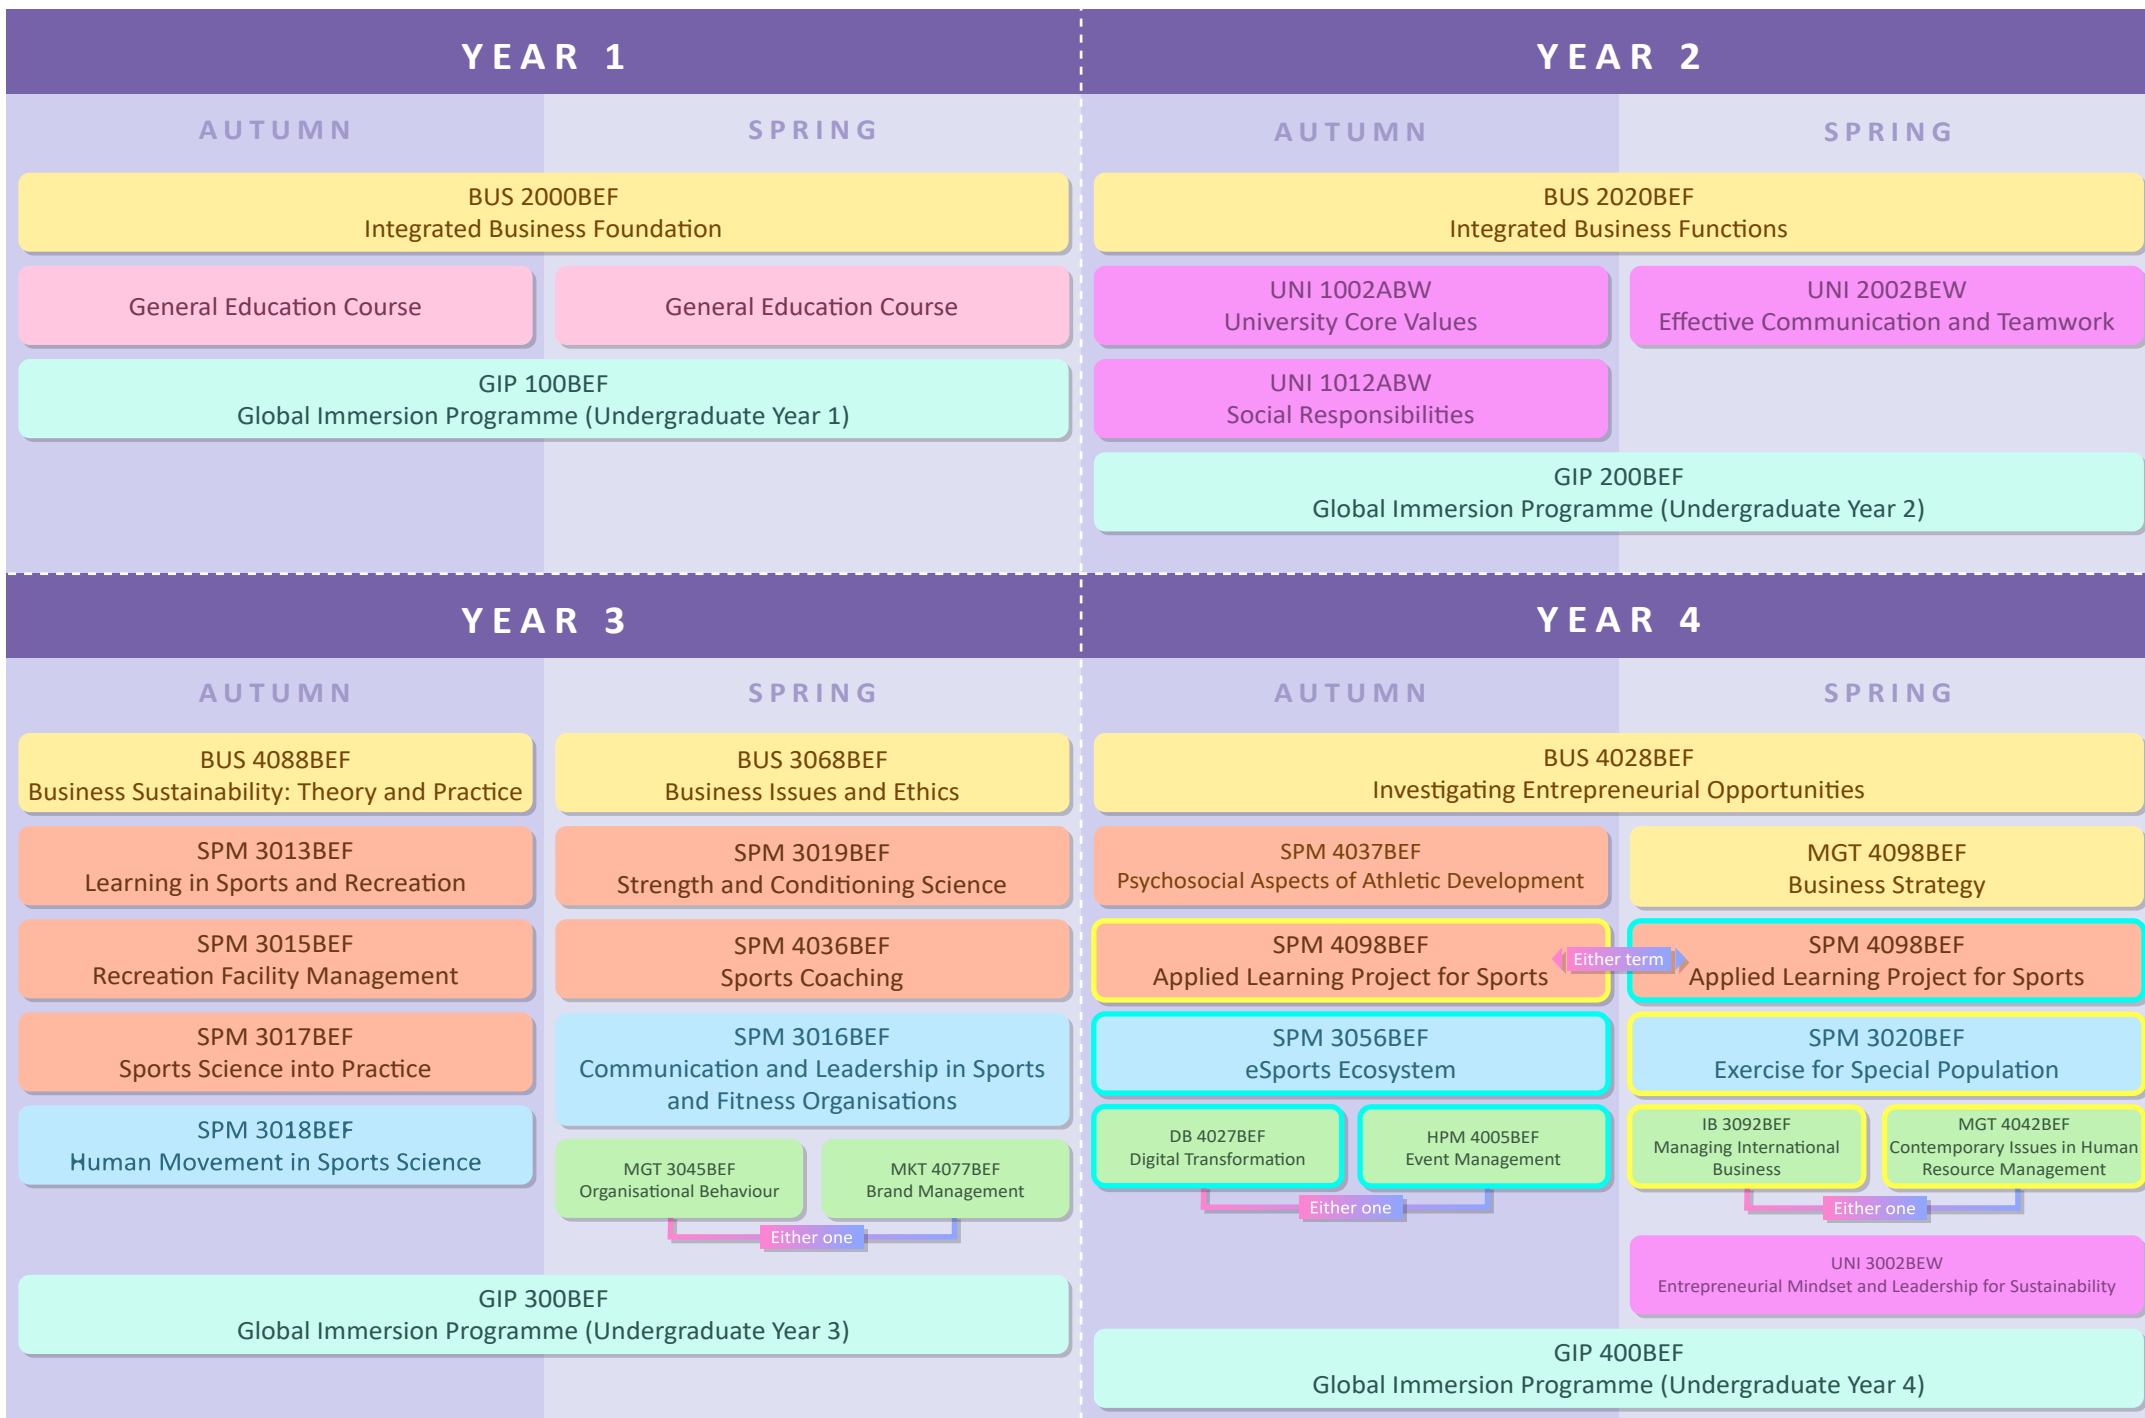 YEAR 1
AUTUMN
SPRING
BUS 2000BEF
Integrated Business Foundation
General Education Course
General Education Course
GIP 100BEF
Global Immersion Programme (Undergraduate Year 1)
YEAR 2
AUTUMN
SPRING
BUS 2020BEF
Integrated Business Functions
UNI 1002ABW
University Core Values
UNI 2002BEW
Effective Communication and Teamwork
UNI 1012ABW
Social Responsibilities
GIP 200BEF
Global Immersion Programme (Undergraduate Year 2)
YEAR 3
AUTUMN
SPRING
BUS 4088BEF
Business Sustainability: Theory and Practice
SPM 3013BEF
Learning in Sports and Recreation
SPM 3015BEF
Recreation Facility Management
SPM 3017BEF
Sports Science into Practice
SPM 3018BEF
Human Movement in Sports Science
BUS 3068BEF
Business Issues and Ethics
SPM 3019BEF
Strength and Conditioning Science
SPM 4036BEF
Sports Coaching
SPM 3016BEF
Communication and Leadership in Sports
and Fitness Organisations
MGT 3045BEF
Organisational Behaviour
MKT 4077BEF
Brand Management
Either one
GIP 300BEF
Global Immersion Programme (Undergraduate Year 3)
YEAR 4
AUTUMN
SPRING
BUS 4028BEF
Investigating Entrepreneurial Opportunities
SPM 4037BEF
Psychosocial Aspects of Athletic Development
MGT 4098BEF
Business Strategy
SPM 4098BEF
Applied Learning Project for Sports
Either term
SPM 4098BEF
Applied Learning Project for Sports
SPM 3056BEF
eSports Ecosystem
SPM 3020BEF
Exercise for Special Population
DB 4027BEF
Digital Transformation
HPM 4005BEF
Event Management
Either one
IB 3092BEF
Managing International
Business
MGT 4042BEF
Contemporary Issues in Human
Resource Management
Either one
UNI 3002BEW
Entrepreneurial Mindset and Leadership for Sustainability
GIP 400BEF
Global Immersion Programme (Undergraduate Year 4)